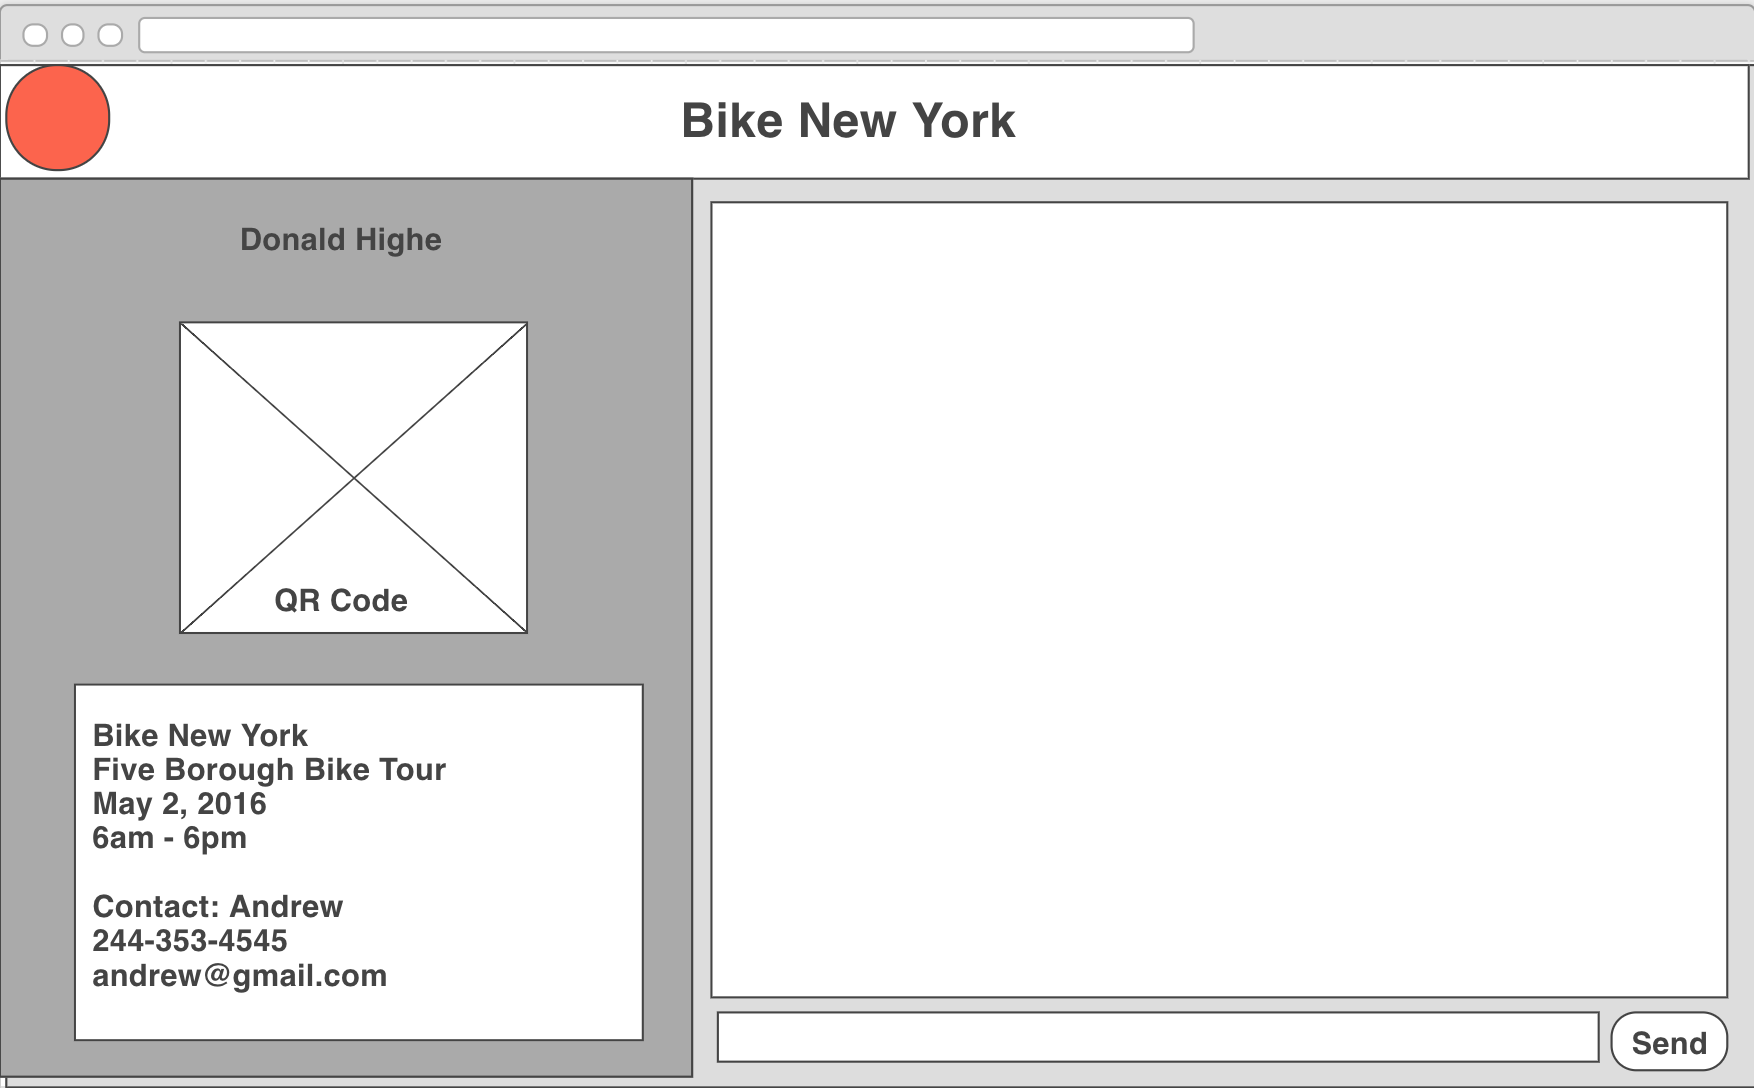 Bike New York
Donald Highe
QR Code
Bike New York
Five Borough Bike Tour
May 2, 2016
6am - 6pm
Contact: Andrew
244-353-4545
andrew@gmail.com
Send